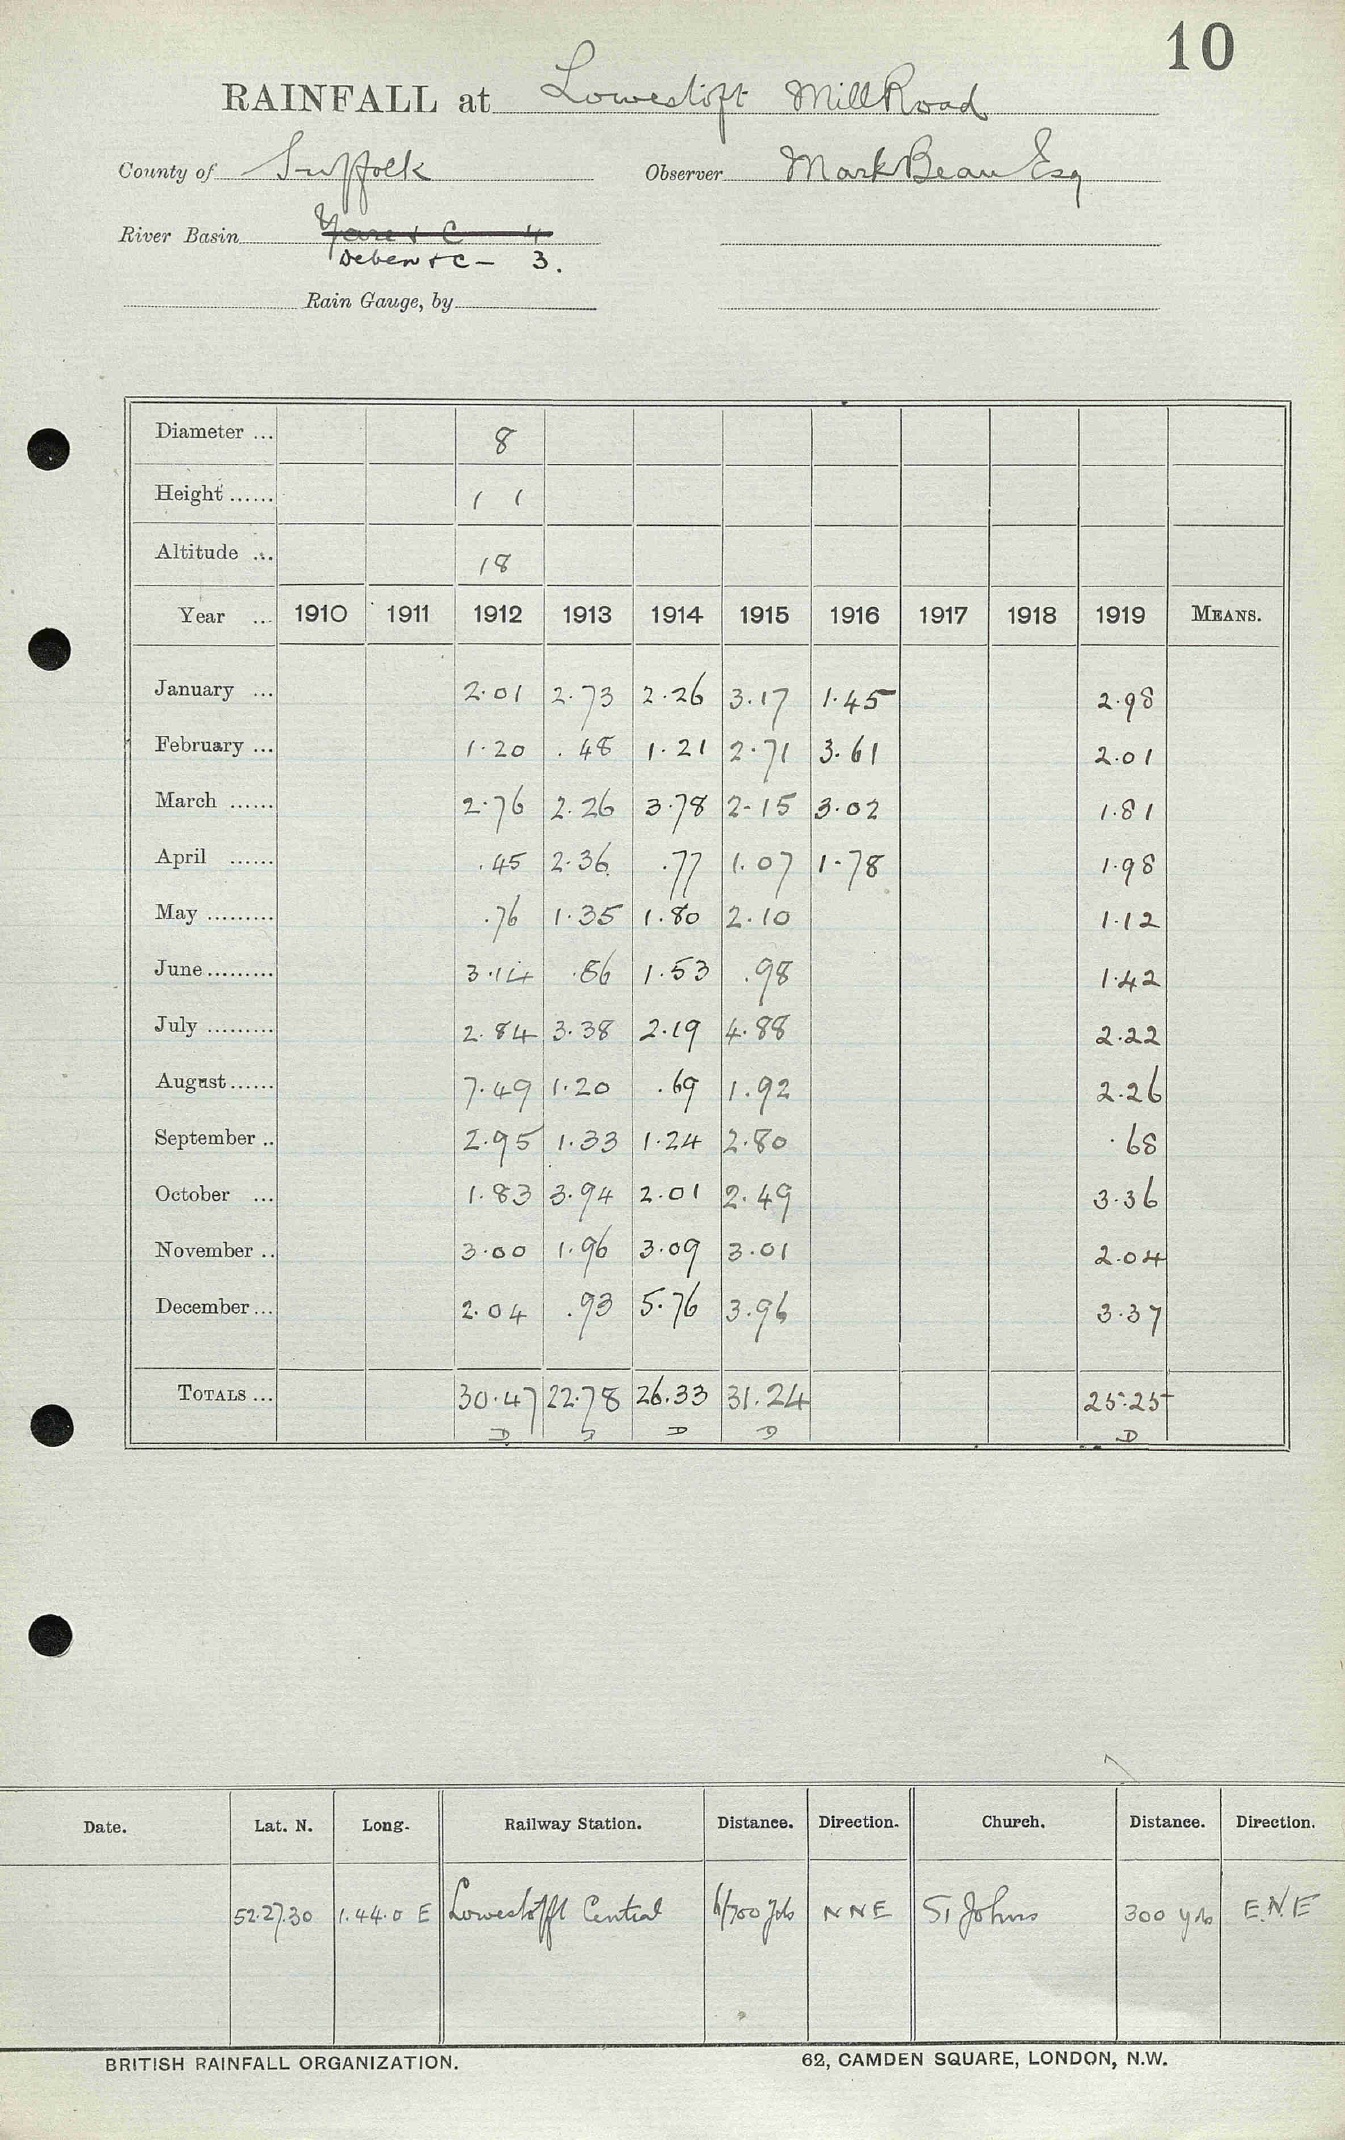 10
RAINFALL at Lowestoft Mill Road
County of Suffolk Observer Mark Bean Esq
River Basin Yare & C 4
Deben & C - 3.
Rain Gauge, by
Diameter ... 8
Height ...... 1 1
Altitude ... 18
Year ... 1910 1911 1912 1913 1914 1915 1916 1917 1918 1919 MEANS.
January ... 2.01 2.73 2.26 3.17 1.45 2.98
February ... 1.20 .48 1.21 2.71 3.61 2.01
March ...... 2.76 2.26 3.78 2.15 3.02 1.81
April ...... .45 2.36 .77 1.07 1.78 1.98
May ......... .76 1.35 1.80 2.10 1.12
June ......... 3.14 .86 1.53 .98 1.42
July ......... 2.84 3.38 2.19 4.88 2.22
August ...... 7.49 1.20 .69 1.92 2.26
September .. 2.95 1.33 1.24 2.80 .68
October ... 1.83 3.94 2.01 2.49 3.36
November .. 3.00 1.96 3.09 3.01 2.04
December ... 2.04 .93 5.76 3.96 3.37
TOTALS ... 30.47 22.78 26.33 31.24 25.25
D D D D
Date. Lat. N. Long. Railway Station. Distance. Direction. Church. Distance. Direction.
52.27.30 1.44.0 E Lowestoft Central 700 yds NNE St Johns 300 yds E.N.E
BRITISH RAINFALL ORGANIZATION. 62, CAMDEN SQUARE, LONDON, N.W.